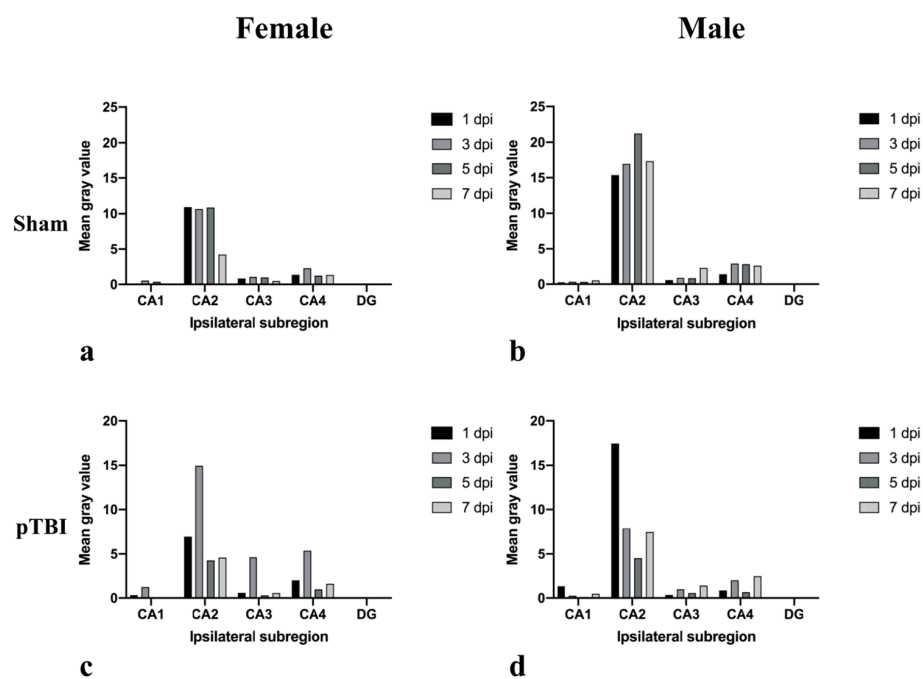 Female
Male
Sham
Mean gray value
25
20
15
10
5
0
CA1 CA2 CA3 CA4 DG
Ipsilateral subregion
1 dpi
3 dpi
5 dpi
7 dpi
a
Mean gray value
25
20
15
10
5
0
CA1 CA2 CA3 CA4 DG
Ipsilateral subregion
1 dpi
3 dpi
5 dpi
7 dpi
b
pTBI
Mean gray value
20
15
10
5
0
CA1 CA2 CA3 CA4 DG
Ipsilateral subregion
1 dpi
3 dpi
5 dpi
7 dpi
c
Mean gray value
20
15
10
5
0
CA1 CA2 CA3 CA4 DG
Ipsilateral subregion
1 dpi
3 dpi
5 dpi
7 dpi
d